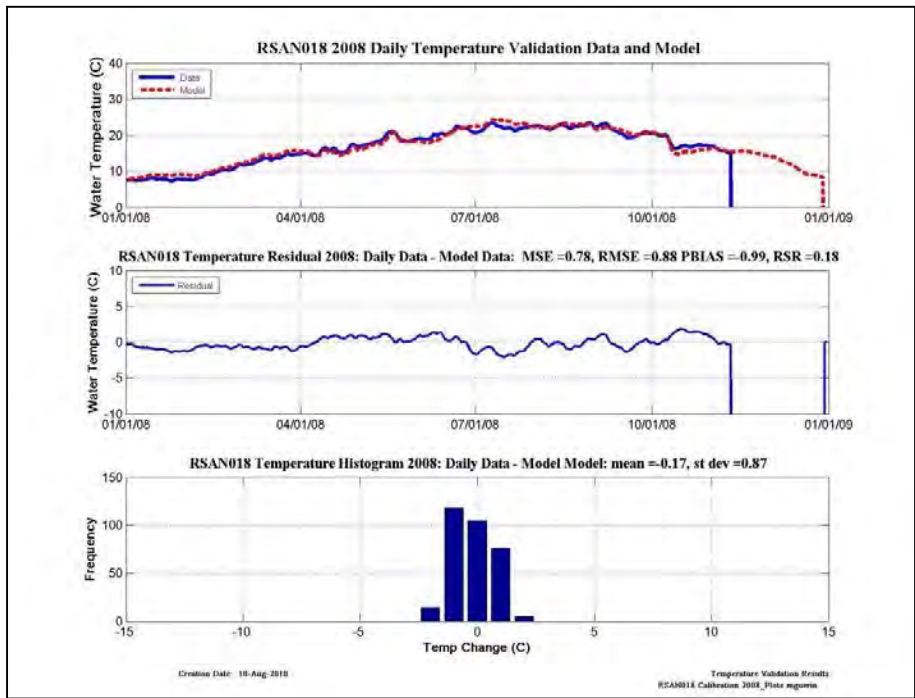 RSAN018 2008 Daily Temperature Validation Data and Model
Water Temperature (C)
40
30
20
10
0
Data
Model
01/01/08 04/01/08 07/01/08 10/01/08 01/01/09
RSAN018 Temperature Residual 2008: Daily Data - Model Data: MSE =0.78, RMSE =0.88 PBIAS =-0.99, RSR =0.18
Water Temperature (C)
10
5
0
-5
-10
Residual
01/01/08 04/01/08 07/01/08 10/01/08 01/01/09
RSAN018 Temperature Histogram 2008: Daily Data - Model Model: mean =-0.17, st dev =0.87
Frequency
150
100
50
0
-15 -10 -5 0 5 10 15
Temp Change (C)
Creation Date 18-Aug-2010
Temperature Validation Results
RSAN018 Calibration 2008_Plots mguerin